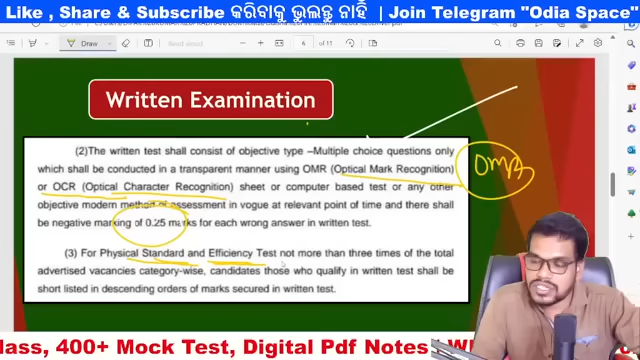 Like , Share & Subscribe କରିବାକୁ ଭୁଲନ୍ତୁ ନାହିଁ | Join Telegram "Odia Space"
Draw
Read aloud
6
of 11
Written Examination
(2) The written test shall consist of objective type –Multiple choice questions only
which shall be conducted in a transparent manner using OMR (Optical Mark Recognition)
or OCR (Optical Character Recognition) sheet or computer based test or any other
objective modern method of assessment in vogue at relevant point of time and there shall
be negative marking of 0.25 marks for each wrong answer in written test.
OMR
(3) For Physical Standard and Efficiency Test not more than three times of the total
advertised vacancies category-wise, candidates those who qualify in written test shall be
short listed in descending orders of marks secured in written test.
lass, 400+ Mock Test, Digital Pdf Notes